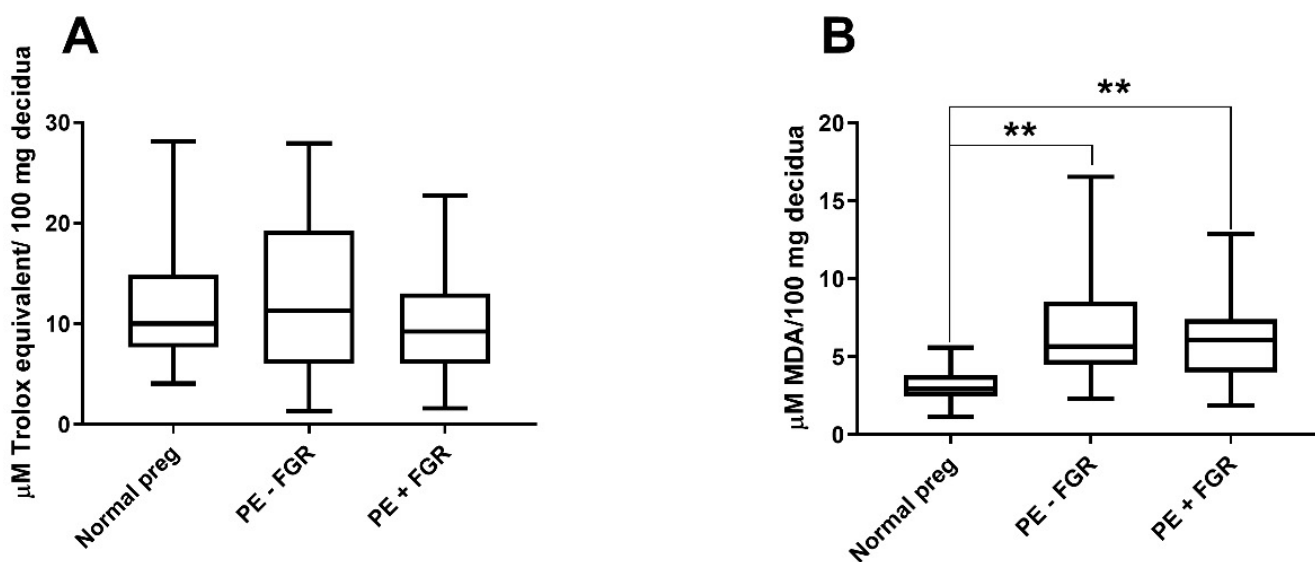 A
μM Trolox equivalent/ 100 mg decidua
30
20
10
0
Normal preg
PE - FGR
PE + FGR
B
μM MDA/100 mg decidua
20
15
10
5
0
**
**
Normal preg
PE - FGR
PE + FGR